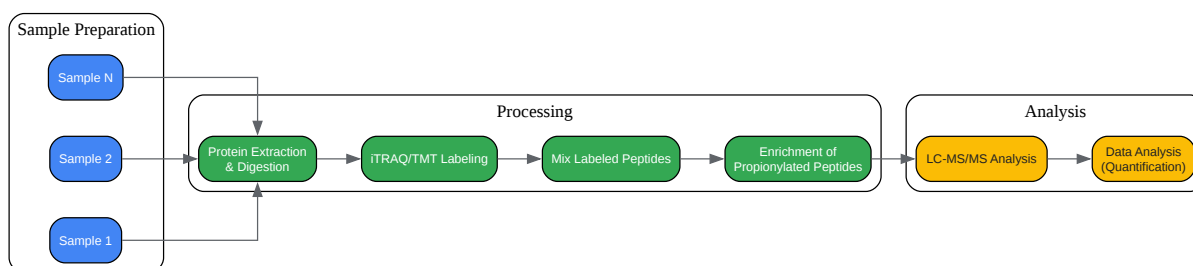 Sample Preparation
Sample N
Sample 2
Sample 1
Processing
Protein Extraction
& Digestion
iTRAQ/TMT Labeling
Mix Labeled Peptides
Enrichment of
Propionylated Peptides
Analysis
LC-MS/MS Analysis
Data Analysis
(Quantification)